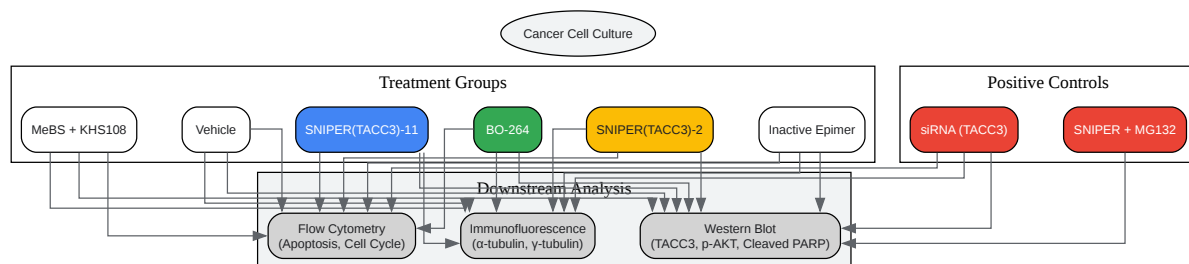 Cancer Cell Culture
Treatment Groups
Positive Controls
MeBS + KHS108
Vehicle
SNIPER(TACC3)-11
BO-264
SNIPER(TACC3)-2
Inactive Epimer
siRNA (TACC3)
SNIPER + MG132
Downstream Analysis
Flow Cytometry
(Apoptosis, Cell Cycle)
Immunofluorescence
(α-tubulin, γ-tubulin)
Western Blot
(TACC3, p-AKT, Cleaved PARP)